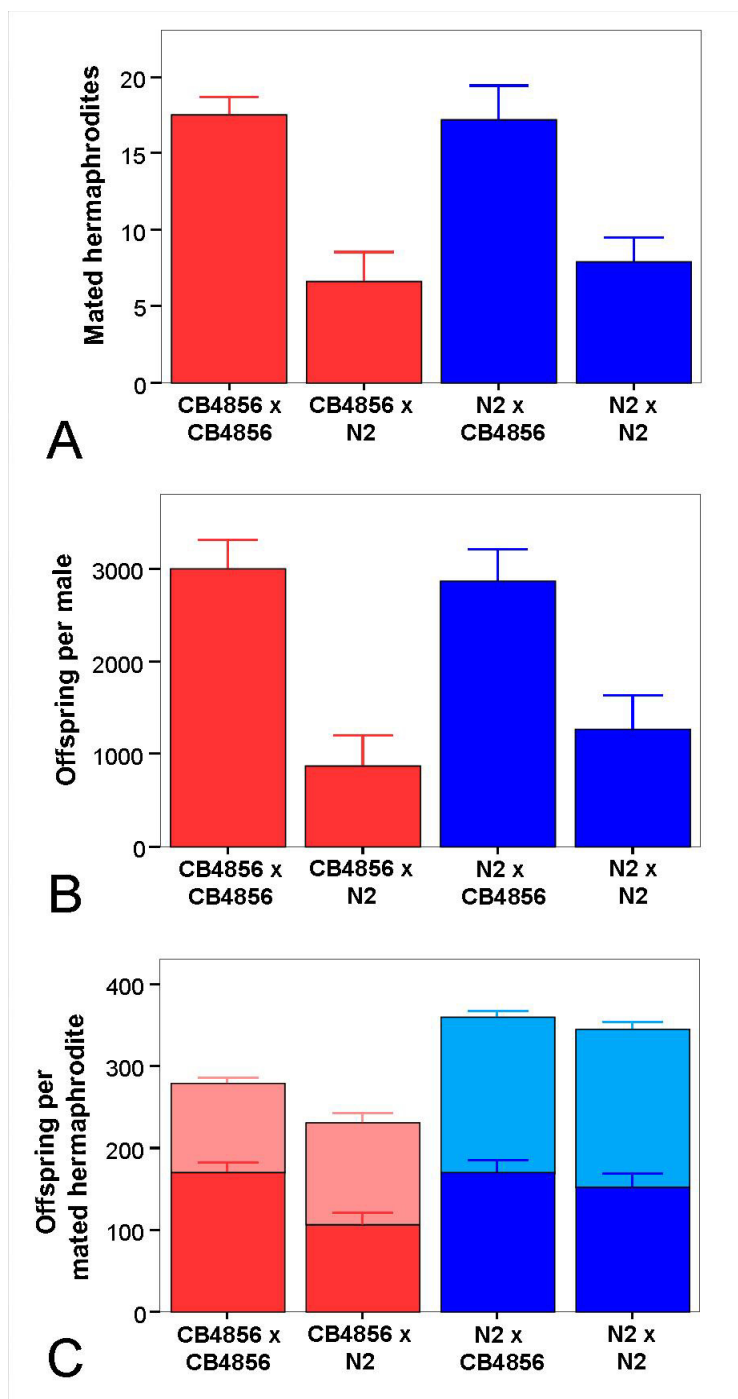 Mated hermaphrodites
20
15
10
5
0
CB4856 x
CB4856
CB4856 x
N2
N2 x
CB4856
N2 x
N2
A
Offspring per male
3000
2000
1000
0
CB4856 x
CB4856
CB4856 x
N2
N2 x
CB4856
N2 x
N2
B
Offspring per
mated hermaphrodite
400
300
200
100
0
CB4856 x
CB4856
CB4856 x
N2
N2 x
CB4856
N2 x
N2
C